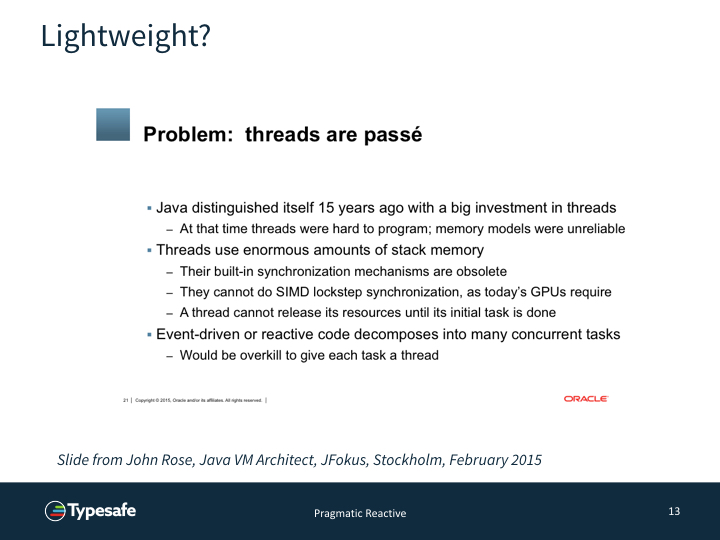 Lightweight?
Problem: threads are passé
▪ Java distinguished itself 15 years ago with a big investment in threads
– At that time threads were hard to program; memory models were unreliable
▪ Threads use enormous amounts of stack memory
– Their built-in synchronization mechanisms are obsolete
– They cannot do SIMD lockstep synchronization, as today's GPUs require
– A thread cannot release its resources until its initial task is done
▪ Event-driven or reactive code decomposes into many concurrent tasks
– Would be overkill to give each task a thread
21 | Copyright © 2015, Oracle and/or its affiliates. All rights reserved. |
ORACLE
Slide from John Rose, Java VM Architect, JFokus, Stockholm, February 2015
Typesafe
Pragmatic Reactive
13